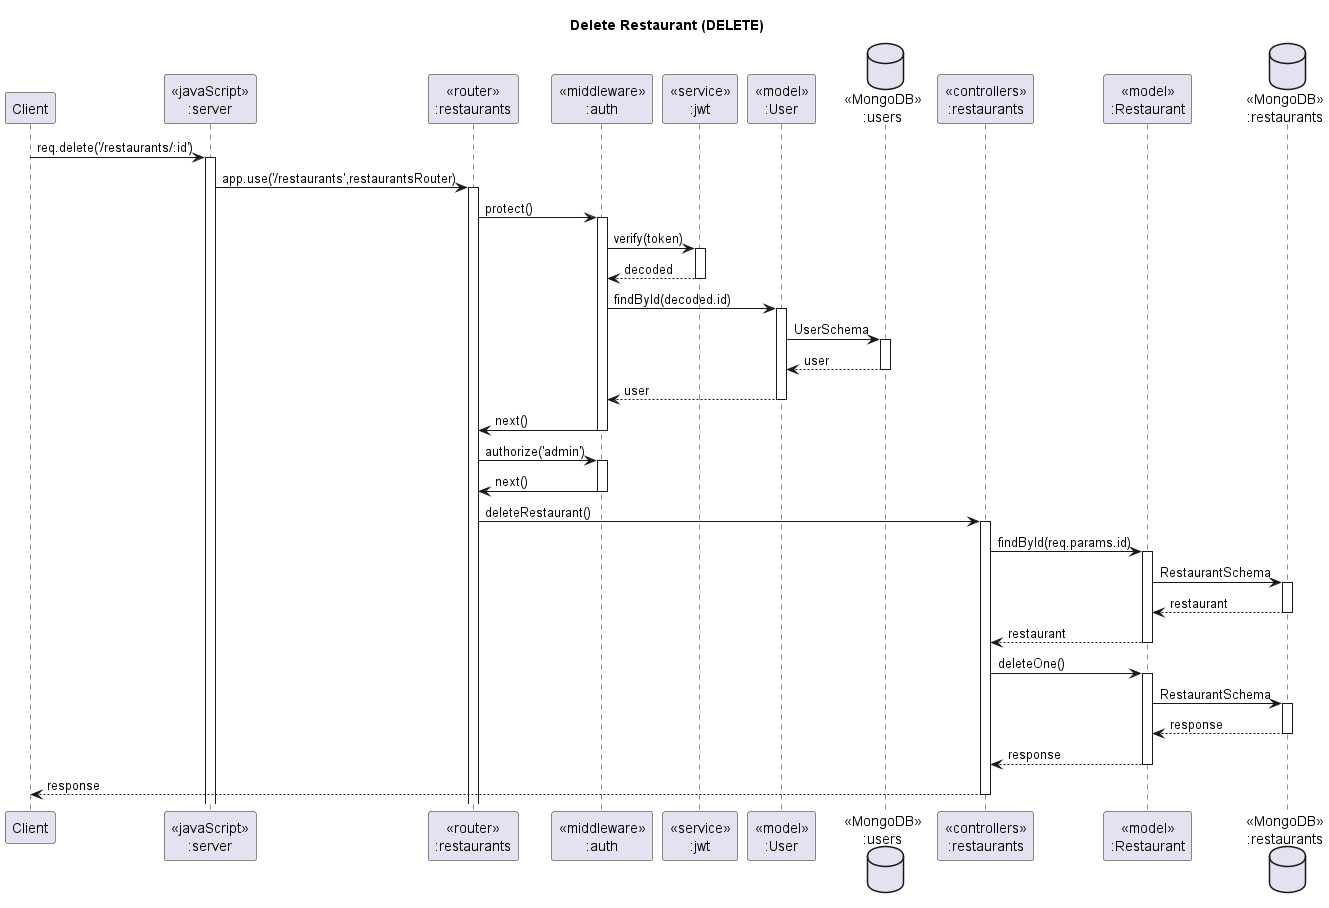 Delete Restaurant (DELETE)
Client
«javaScript»
:server
«router»
:restaurants
«middleware»
:auth
«service»
:jwt
«model»
:User
«MongoDB»
:users
«controllers»
:restaurants
«model»
:Restaurant
«MongoDB»
:restaurants
req.delete('/restaurants/:id')
app.use('/restaurants',restaurantsRouter)
protect()
verify(token)
decoded
findById(decoded.id)
UserSchema
user
user
next()
authorize('admin')
next()
deleteRestaurant()
findById(req.params.id)
RestaurantSchema
restaurant
restaurant
deleteOne()
RestaurantSchema
response
response
response
Client
«javaScript»
:server
«router»
:restaurants
«middleware»
:auth
«service»
:jwt
«model»
:User
«MongoDB»
:users
«controllers»
:restaurants
«model»
:Restaurant
«MongoDB»
:restaurants